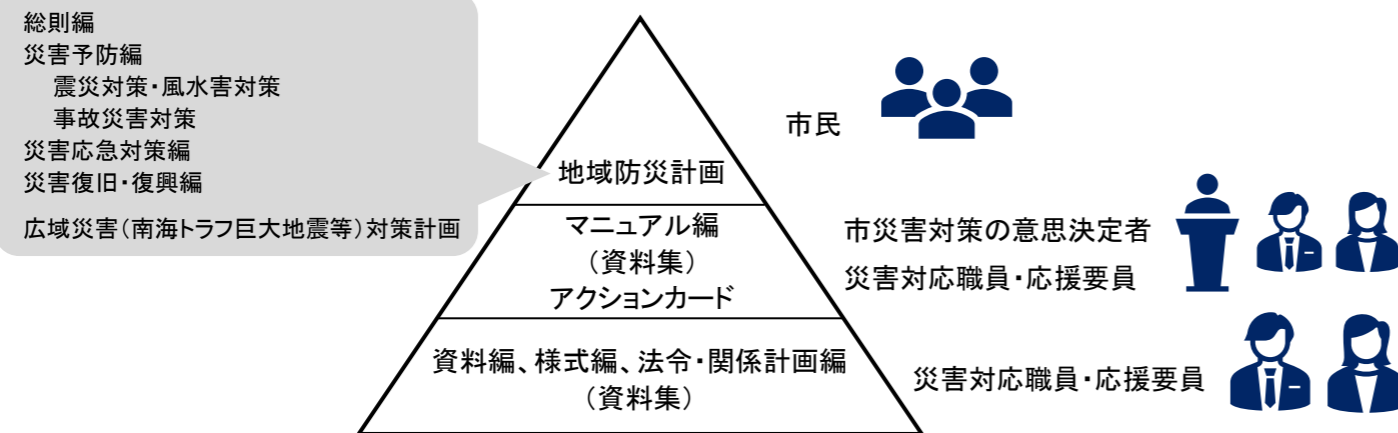 総則編
災害予防編
震災対策・風水害対策
事故災害対策
災害応急対策編
災害復旧・復興編
広域災害(南海トラフ巨大地震等)対策計画
地域防災計画
市民
マニュアル編
(資料集)
アクションカード
市災害対策の意思決定者
災害対応職員・応援要員
資料編、様式編、法令・関係計画編
(資料集)
災害対応職員・応援要員